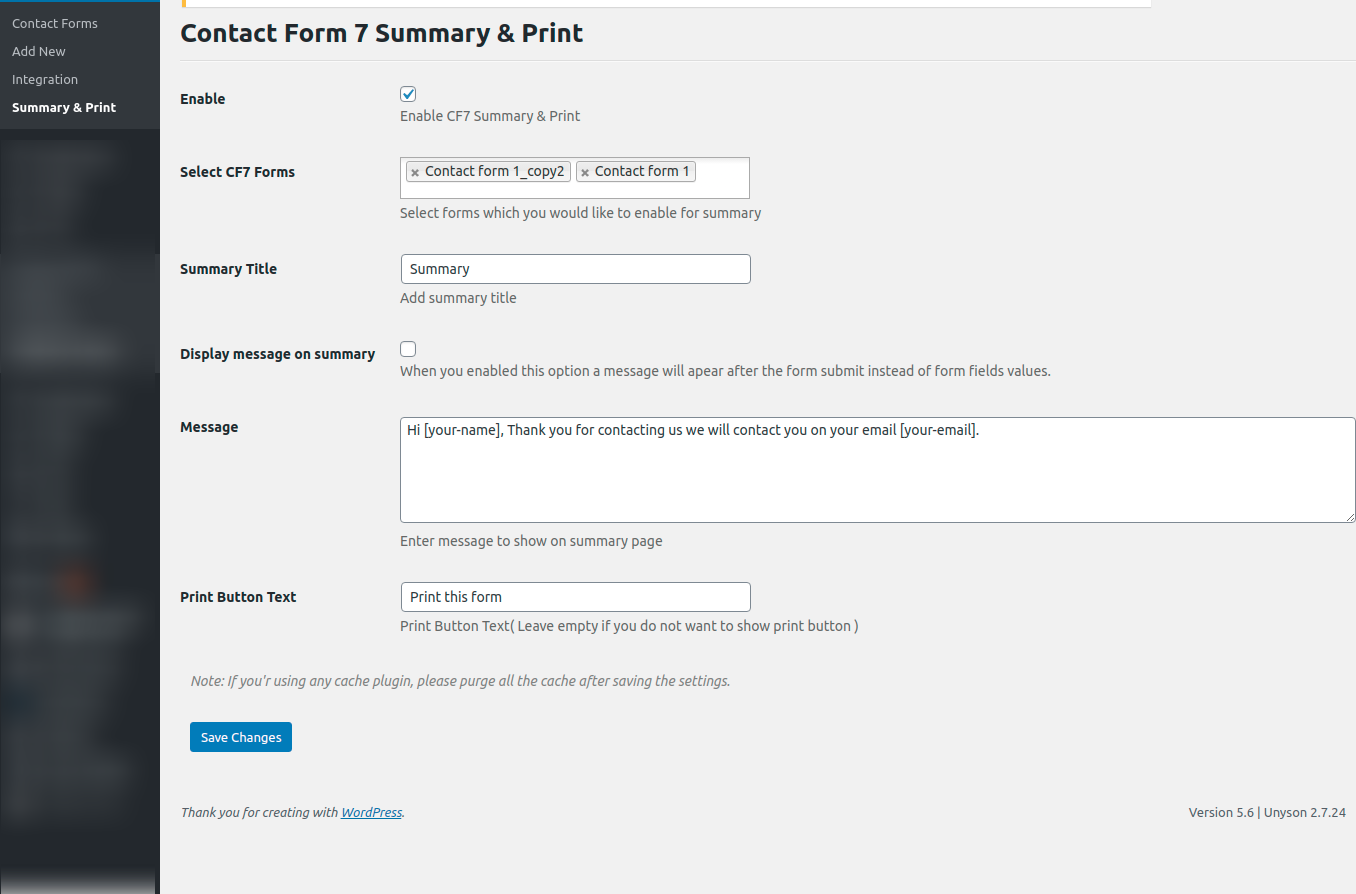 Contact Forms
Add New
Integration
Summary & Print
Contact Form 7 Summary & Print
Enable
Enable CF7 Summary & Print
Select CF7 Forms
× Contact form 1_copy2 × Contact form 1
Select forms which you would like to enable for summary
Summary Title
Summary
Add summary title
Display message on summary
When you enabled this option a message will apear after the form submit instead of form fields values.
Message
Hi [your-name], Thank you for contacting us we will contact you on your email [your-email].
Enter message to show on summary page
Print Button Text
Print this form
Print Button Text( Leave empty if you do not want to show print button )
Note: If you'r using any cache plugin, please purge all the cache after saving the settings.
Save Changes
Thank you for creating with WordPress.
Version 5.6 | Unyson 2.7.24